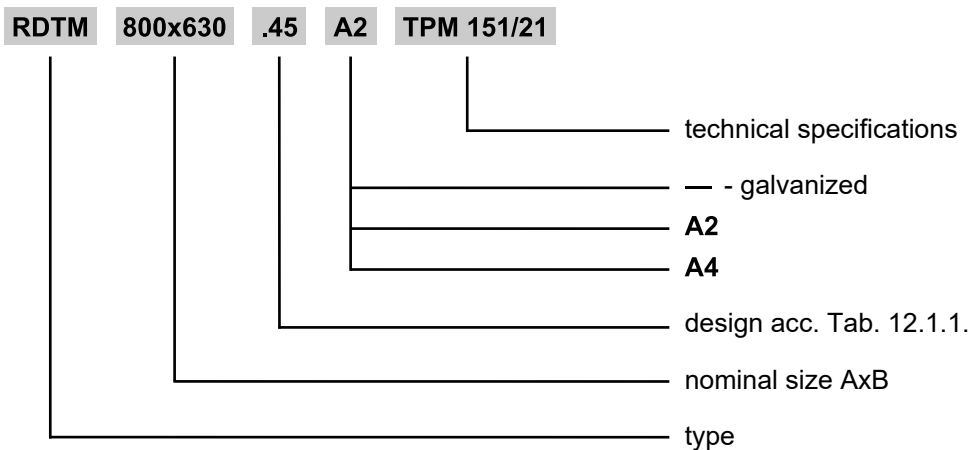 RDTM 800x630 .45 A2 TPM 151/21
technical specifications
— - galvanized
A2
A4
design acc. Tab. 12.1.1.
nominal size AxB
type